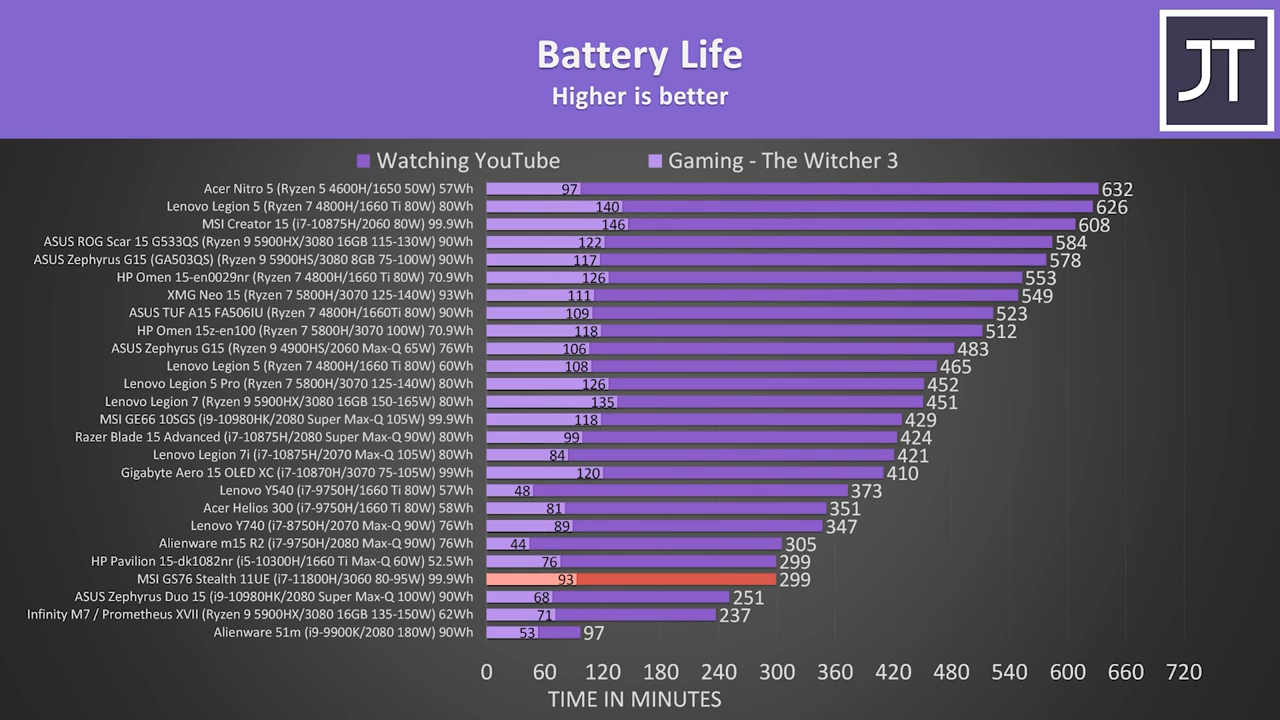 Battery Life
Higher is better
JT
Watching YouTube Gaming - The Witcher 3
Acer Nitro 5 (Ryzen 5 4600H/1650 50W) 57Wh 97 632
Lenovo Legion 5 (Ryzen 7 4800H/1660 Ti 80W) 80Wh 140 626
MSI Creator 15 (i7-10875H/2060 80W) 99.9Wh 146 608
ASUS ROG Scar 15 G533QS (Ryzen 9 5900HX/3080 16GB 115-130W) 90Wh 122 584
ASUS Zephyrus G15 (GA503QS) (Ryzen 9 5900HS/3080 8GB 75-100W) 90Wh 117 578
HP Omen 15-en0029nr (Ryzen 7 4800H/1660 Ti 80W) 70.9Wh 126 553
XMG Neo 15 (Ryzen 7 5800H/3070 125-140W) 93Wh 111 549
ASUS TUF A15 FA506IU (Ryzen 7 4800H/1660Ti 80W) 90Wh 109 523
HP Omen 15z-en100 (Ryzen 7 5800H/3070 100W) 70.9Wh 118 512
ASUS Zephyrus G15 (Ryzen 9 4900HS/2060 Max-Q 65W) 76Wh 106 483
Lenovo Legion 5 (Ryzen 7 4800H/1660 Ti 80W) 60Wh 108 465
Lenovo Legion 5 Pro (Ryzen 7 5800H/3070 125-140W) 80Wh 126 452
Lenovo Legion 7 (Ryzen 9 5900HX/3080 16GB 150-165W) 80Wh 135 451
MSI GE66 10SGS (i9-10980HK/2080 Super Max-Q 105W) 99.9Wh 118 429
Razer Blade 15 Advanced (i7-10875H/2080 Super Max-Q 90W) 80Wh 99 424
Lenovo Legion 7i (i7-10875H/2070 Max-Q 105W) 80Wh 84 421
Gigabyte Aero 15 OLED XC (i7-10870H/3070 75-105W) 99Wh 120 410
Lenovo Y540 (i7-9750H/1660 Ti 80W) 57Wh 48 373
Acer Helios 300 (i7-9750H/1660 Ti 80W) 58Wh 81 351
Lenovo Y740 (i7-8750H/2070 Max-Q 90W) 76Wh 89 347
Alienware m15 R2 (i7-9750H/2080 Max-Q 90W) 76Wh 44 305
HP Pavilion 15-dk1082nr (i5-10300H/1660 Ti Max-Q 60W) 52.5Wh 76 299
MSI GS76 Stealth 11UE (i7-11800H/3060 80-95W) 99.9Wh 93 299
ASUS Zephyrus Duo 15 (i9-10980HK/2080 Super Max-Q 100W) 90Wh 68 251
Infinity M7 / Prometheus XVII (Ryzen 9 5900HX/3080 16GB 135-150W) 62Wh 71 237
Alienware 51m (i9-9900K/2080 180W) 90Wh 53 97
0 60 120 180 240 300 360 420 480 540 600 660 720
TIME IN MINUTES